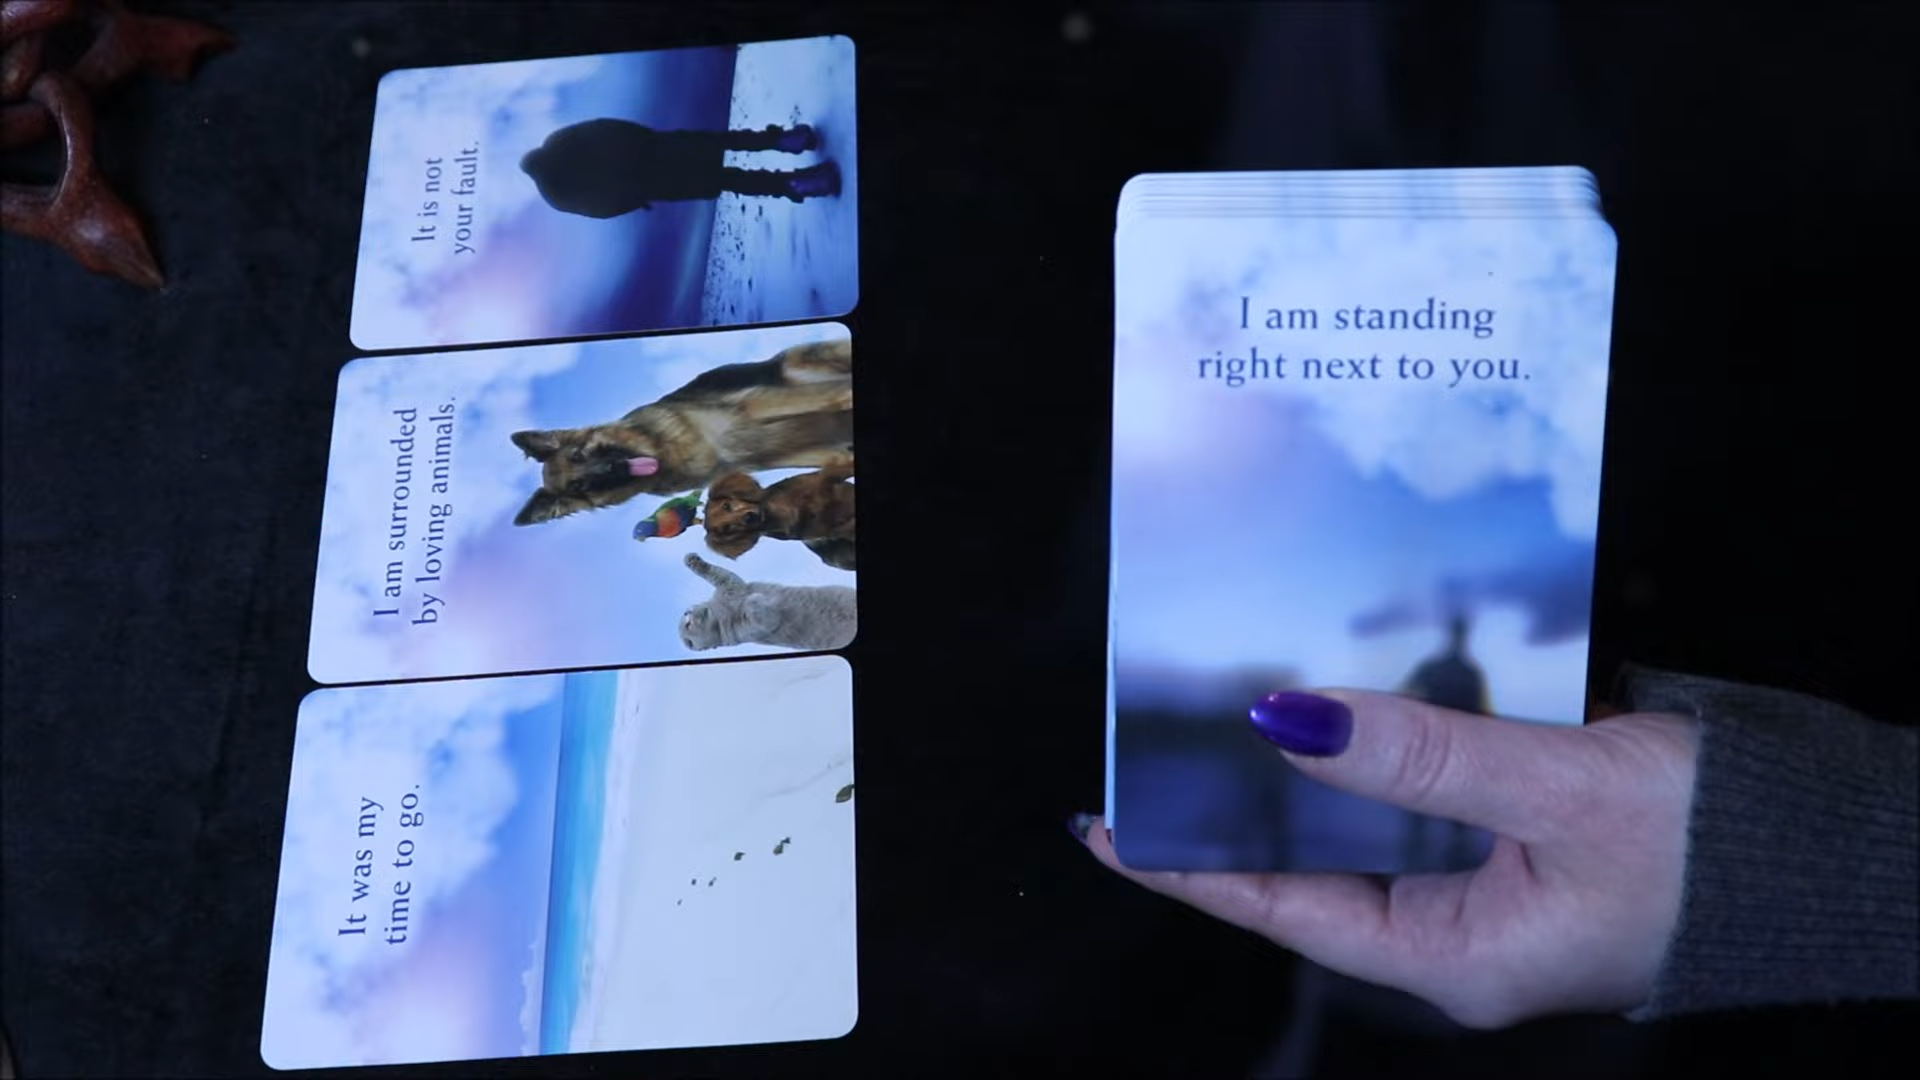 It is not
your fault.
I am surrounded
by loving animals.
It was my
time to go.
I am standing
right next to you.